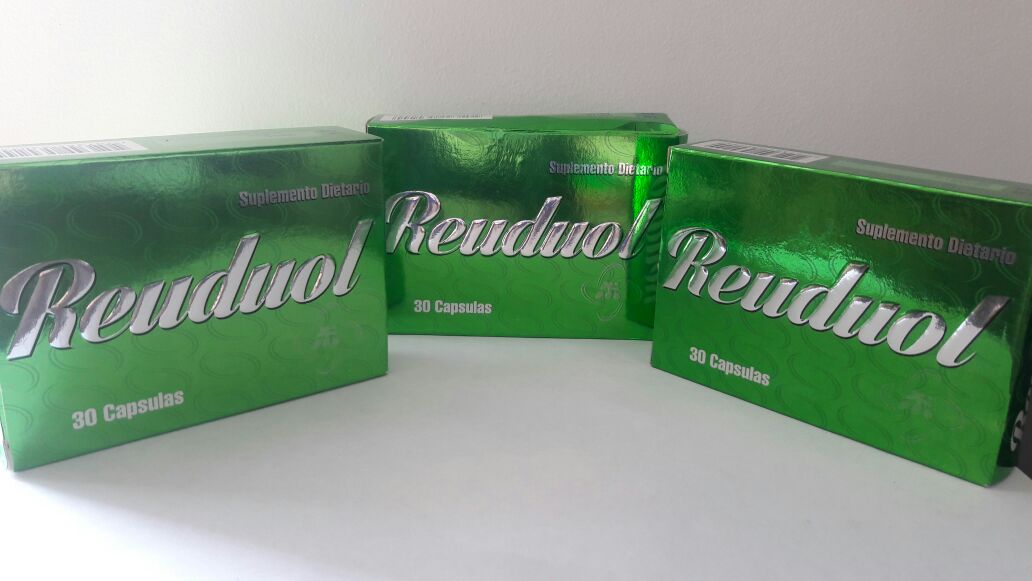 Suplemento Dietario
Reuduol
30 Capsulas
Suplemento Dietario
Reuduol
30 Capsulas
Suplemento Dietario
Reuduol
30 Capsulas